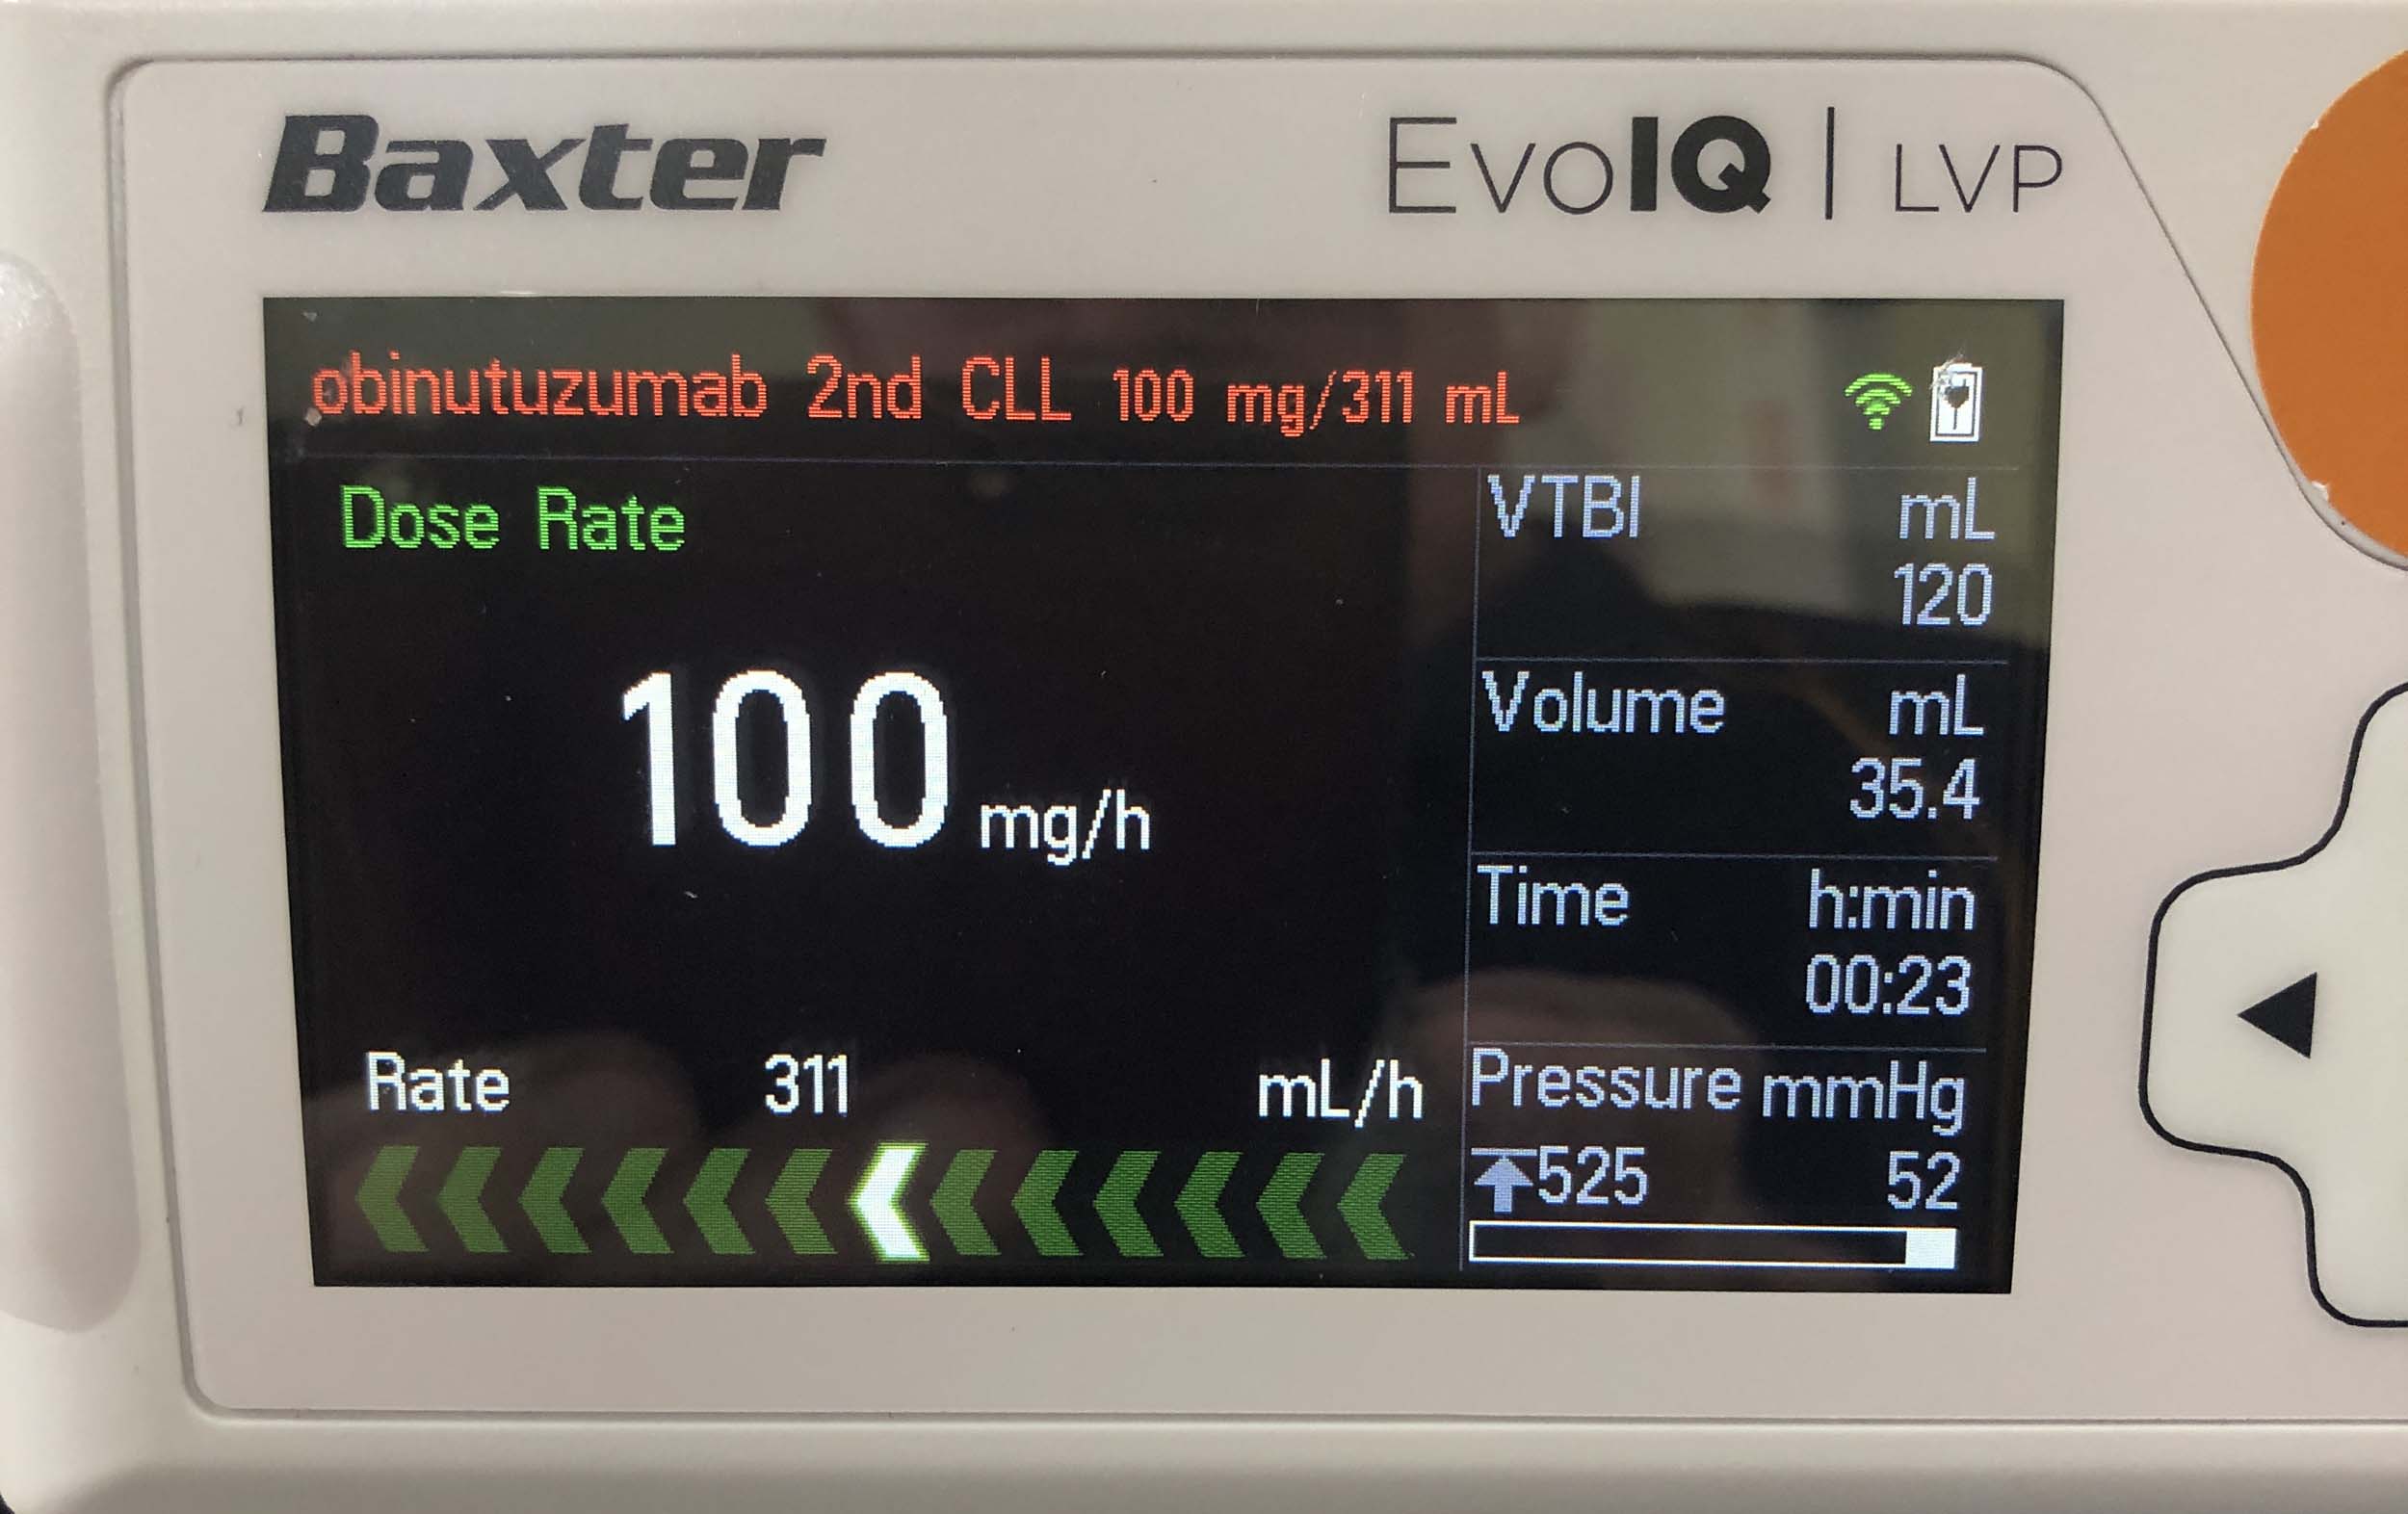 Baxter EvoIQ | LVP
obinutuzumab 2nd CLL 100 mg/311 mL
Dose Rate
100 mg/h
Rate 311 mL/h
VTBI mL
120
Volume mL
35.4
Time h:min
00:23
Pressure mmHg
525 52